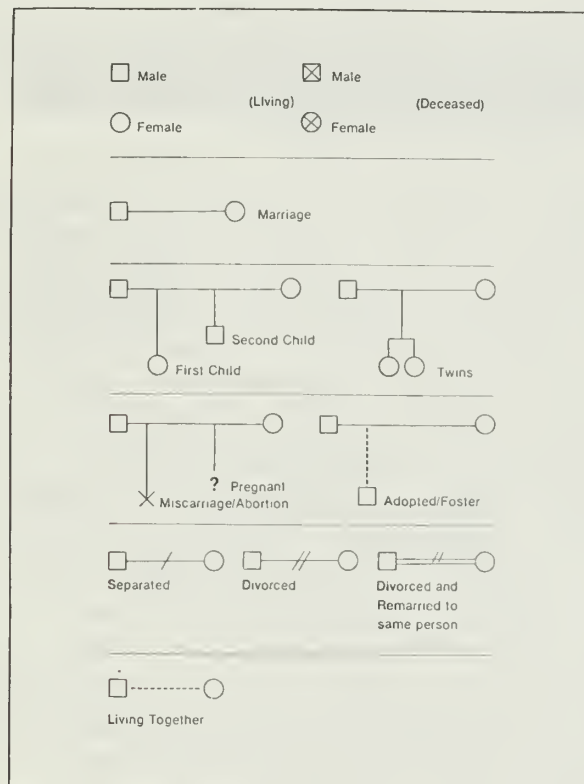 Male Male
(Living) (Deceased)
Female Female
Marriage
Second Child
First Child Twins
? Pregnant
Miscarriage/Abortion Adopted/Foster
Separated Divorced Divorced and
Remarried to
same person
Living Together